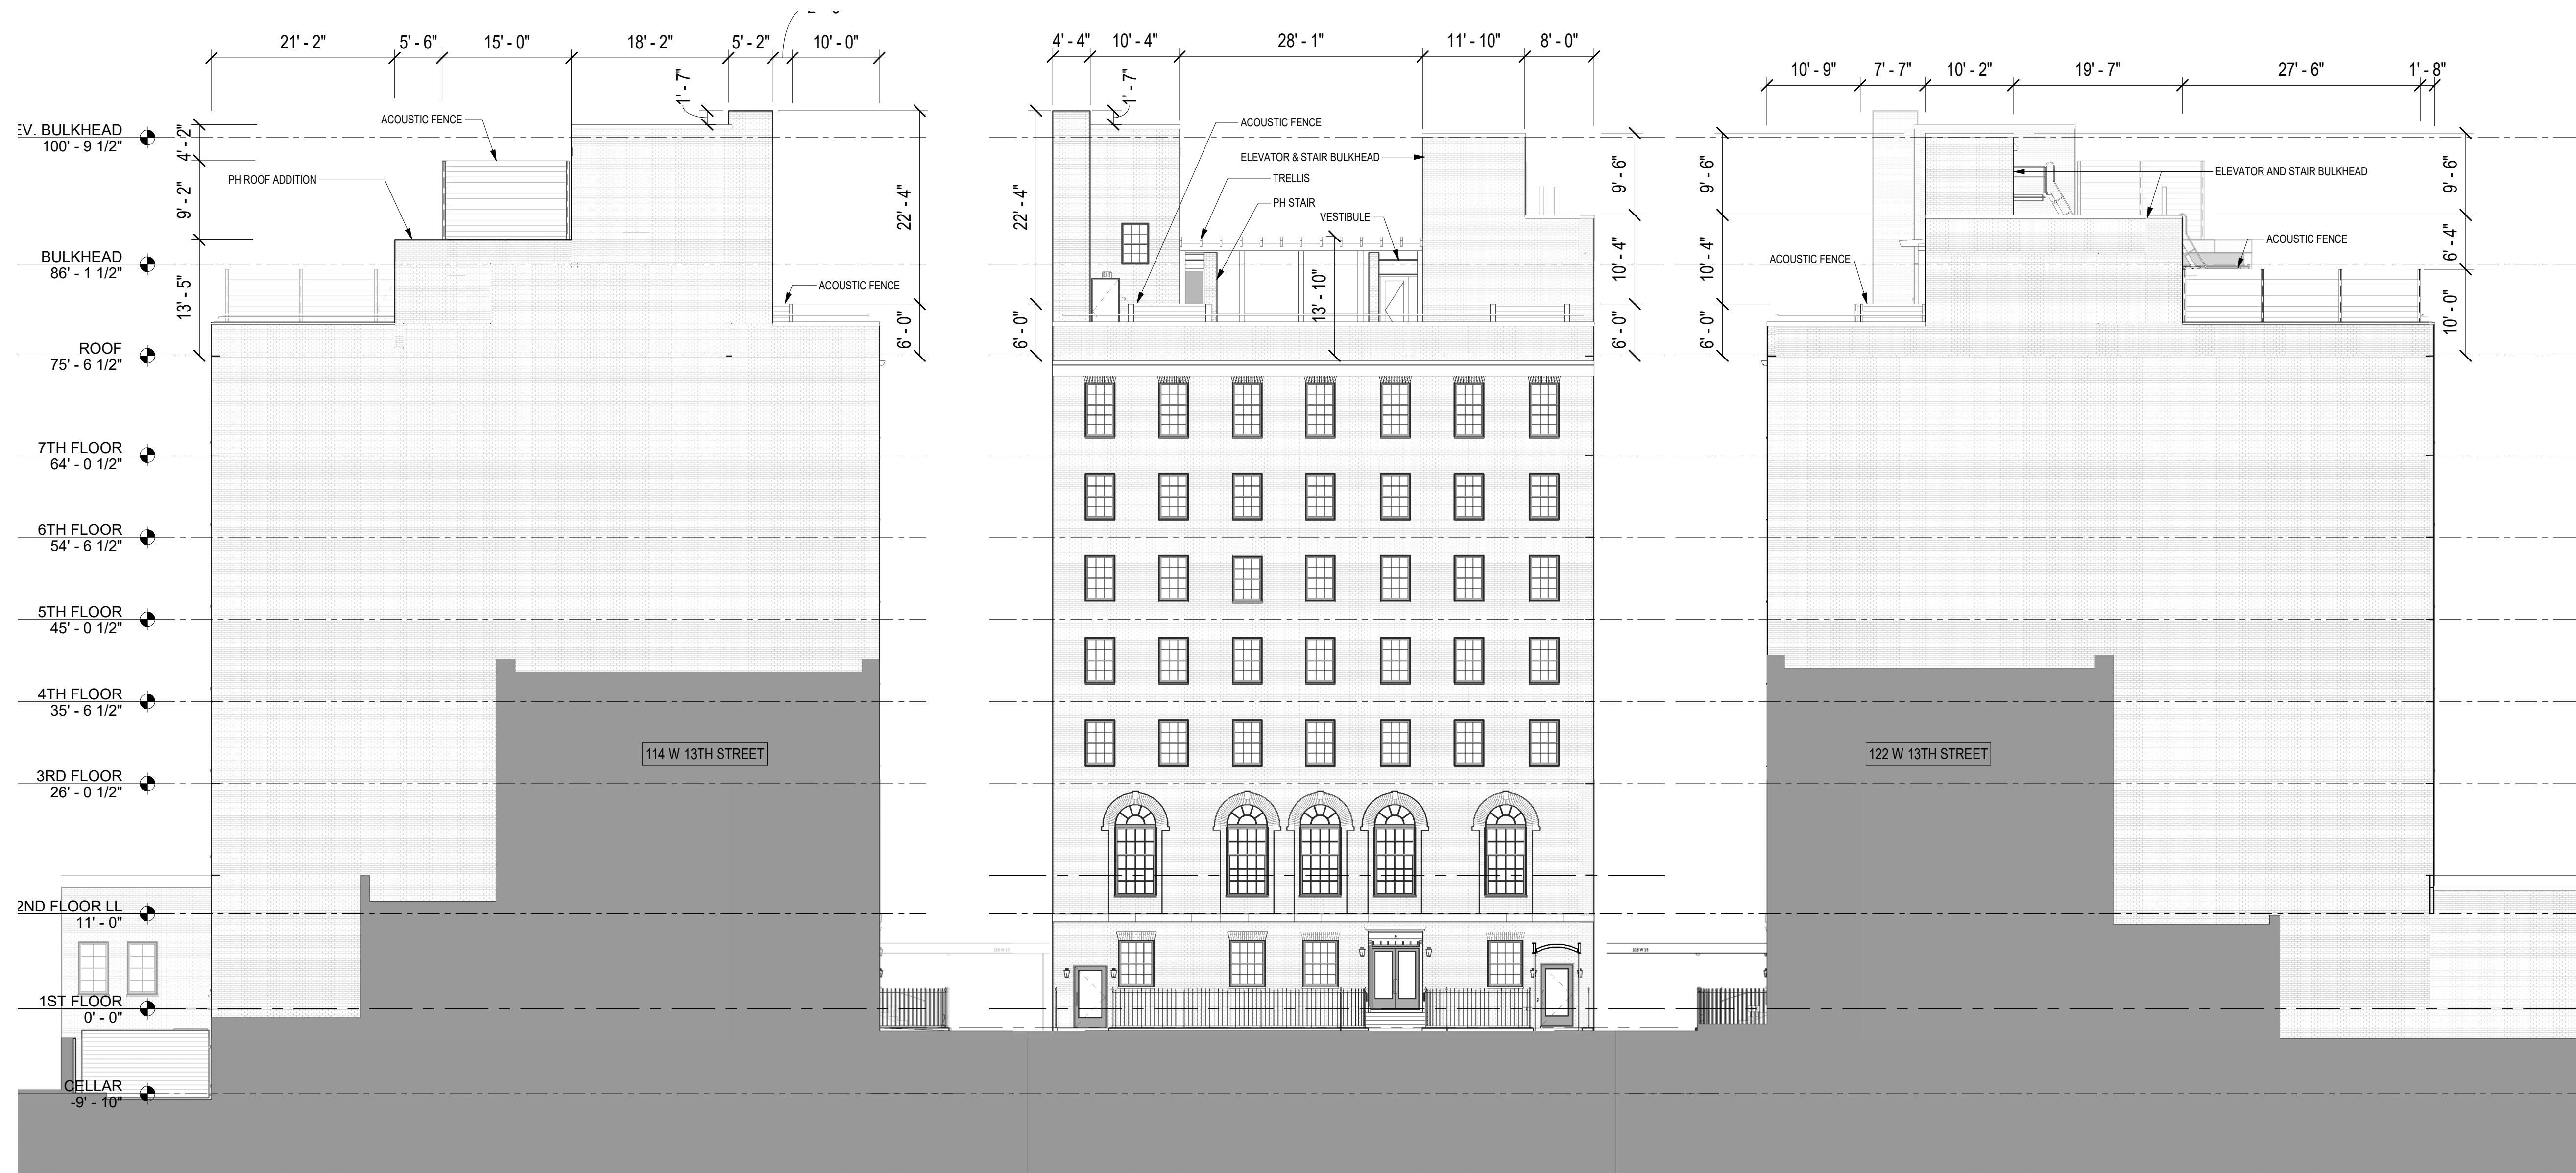 21' - 2"
5' - 6"
15' - 0"
18' - 2"
5' - 2"
10' - 0"
4' - 4"
10' - 4"
28' - 1"
11' - 10"
8' - 0"
10' - 9"
7' - 7"
10' - 2"
19' - 7"
27' - 6"
1' - 8"
EV. BULKHEAD
100' - 9 1/2"
BULKHEAD
86' - 1 1/2"
ROOF
75' - 6 1/2"
7TH FLOOR
64' - 0 1/2"
6TH FLOOR
54' - 6 1/2"
5TH FLOOR
45' - 0 1/2"
4TH FLOOR
35' - 6 1/2"
3RD FLOOR
26' - 0 1/2"
2ND FLOOR LL
11' - 0"
1ST FLOOR
0' - 0"
CELLAR
-9' - 10"
4' - 2"
9' - 2"
13' - 5"
ACOUSTIC FENCE
PH ROOF ADDITION
1' - 7"
22' - 4"
ACOUSTIC FENCE
6' - 0"
114 W 13TH STREET
22' - 4"
6' - 0"
1' - 7"
ACOUSTIC FENCE
ELEVATOR & STAIR BULKHEAD
TRELLIS
PH STAIR
VESTIBULE
13' - 10"
9' - 6"
10' - 4"
6' - 0"
9' - 6"
10' - 4"
6' - 0"
ACOUSTIC FENCE
ELEVATOR AND STAIR BULKHEAD
ACOUSTIC FENCE
9' - 6"
6' - 4"
10' - 0"
122 W 13TH STREET